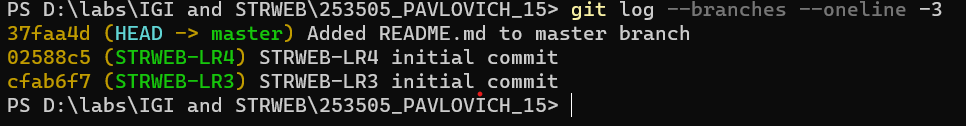 PS D:\labs\IGI and STRWEB\253505_PAVLOVICH_15> git log --branches --oneline -3
37faa4d (HEAD -> master) Added README.md to master branch
02588c5 (STRWEB-LR4) STRWEB-LR4 initial commit
cfab6f7 (STRWEB-LR3) STRWEB-LR3 initial commit
PS D:\labs\IGI and STRWEB\253505_PAVLOVICH_15>